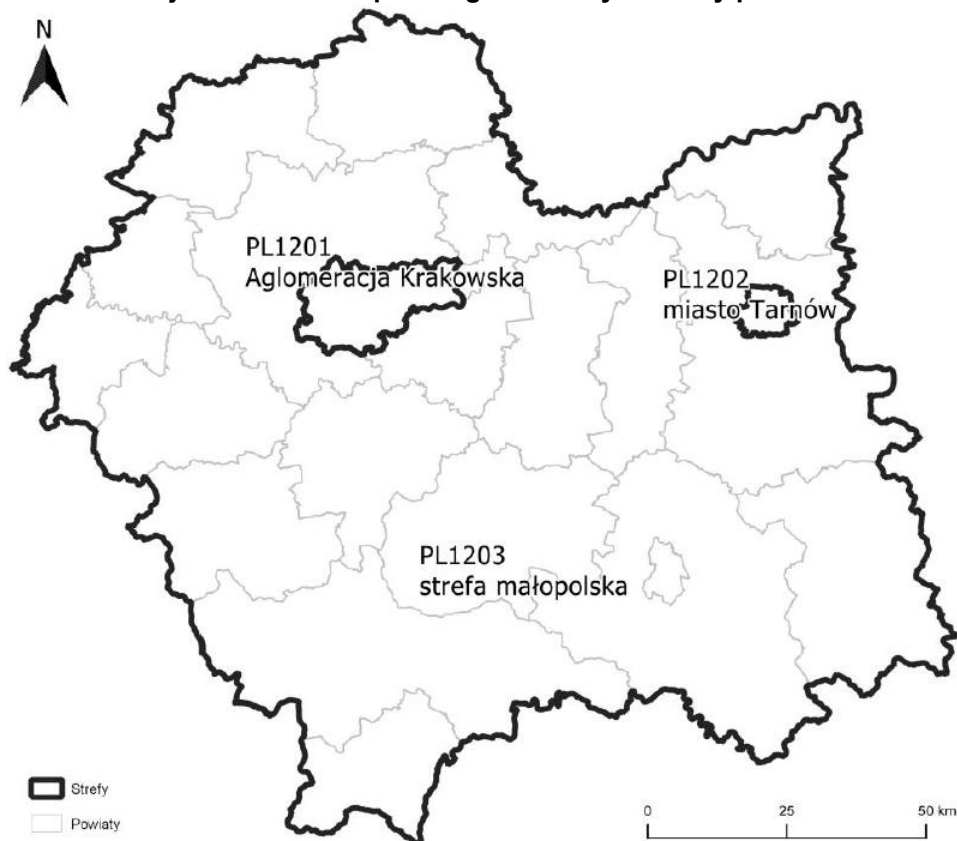 N
PL1201
Aglomeracja Krakowska
PL1202
miasto Tarnów
PL1203
strefa małopolska
Strefy
Powiaty
0 25 50 km